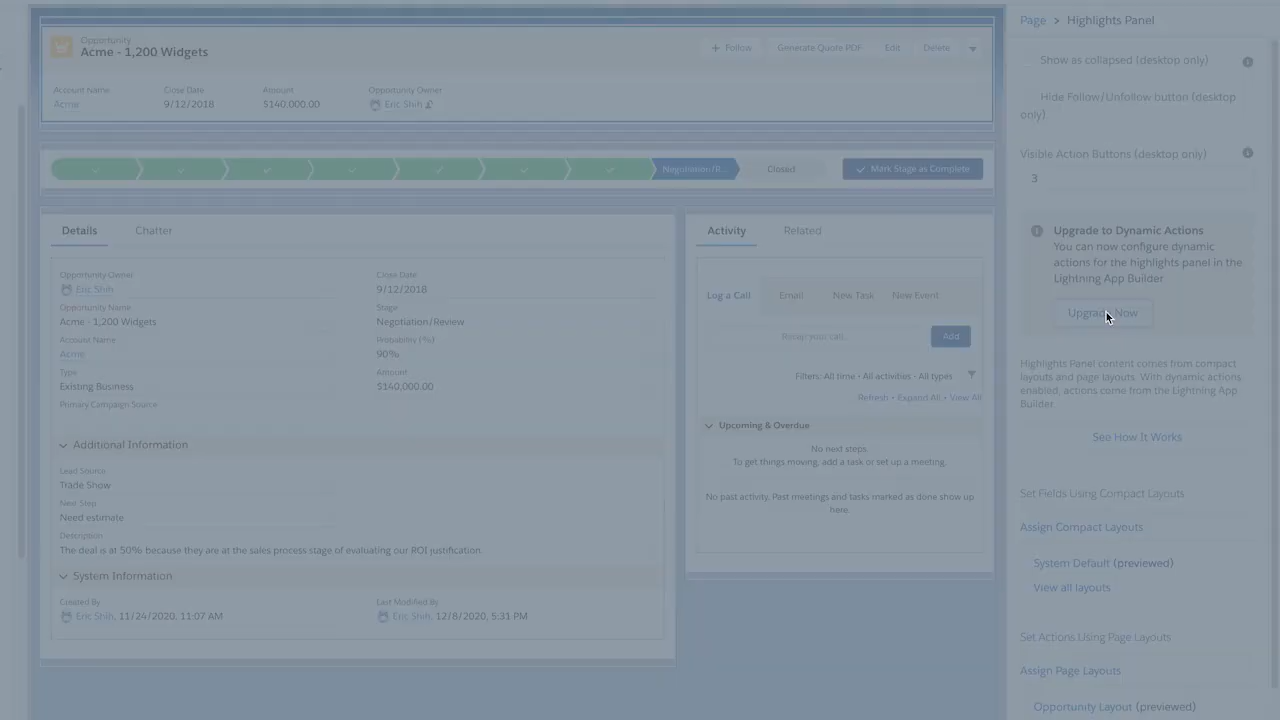 Opportunity
Acme - 1,200 Widgets
+ Follow
Generate Quote PDF
Edit
Delete
Account Name
Close Date
Amount
Opportunity Owner
Acme
9/12/2018
$140,000.00
Eric Shih
Negotiation/R...
Closed
Mark Stage as Complete
Details
Chatter
Opportunity Owner
Eric Shih
Close Date
9/12/2018
Opportunity Name
Acme - 1,200 Widgets
Stage
Negotiation/Review
Account Name
Acme
Probability (%)
90%
Type
Existing Business
Amount
$140,000.00
Primary Campaign Source
Additional Information
Lead Source
Trade Show
Next Step
Need estimate
Description
The deal is at 50% because they are at the sales process stage of evaluating our ROI justification.
System Information
Created By
Eric Shih, 11/24/2020, 11:07 AM
Last Modified By
Eric Shih, 12/8/2020, 5:31 PM
Activity
Related
Log a Call
Email
New Task
New Event
Recap your call...
Add
Filters: All time • All activities • All types
Refresh • Expand All • View All
Upcoming & Overdue
No next steps.
To get things moving, add a task or set up a meeting.
No past activity. Past meetings and tasks marked as done show up
here.
Page > Highlights Panel
Show as collapsed (desktop only)
Hide Follow/Unfollow button (desktop
only)
Visible Action Buttons (desktop only)
3
Upgrade to Dynamic Actions
You can now configure dynamic
actions for the highlights panel in the
Lightning App Builder
Upgrade Now
Highlights Panel content comes from compact
layouts and page layouts. With dynamic actions
enabled, actions come from the Lightning App
Builder.
See How It Works
Set Fields Using Compact Layouts
Assign Compact Layouts
System Default (previewed)
View all layouts
Set Actions Using Page Layouts
Assign Page Layouts
Opportunity Layout (previewed)